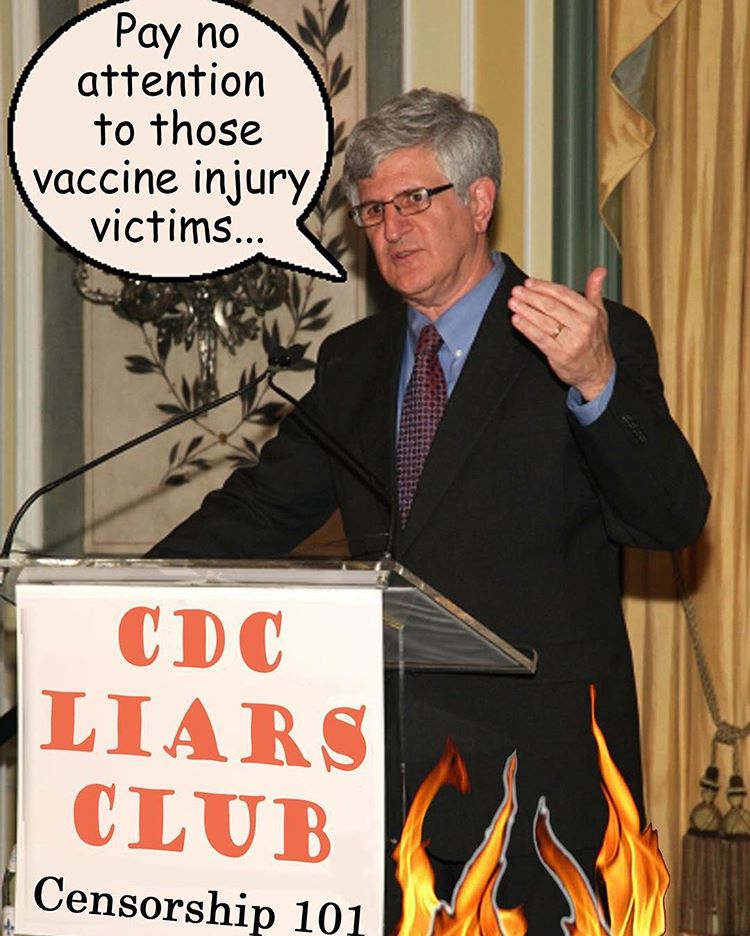 Pay no
attention
to those
vaccine injury
victims...
CDC
LIARS
CLUB
Censorship 101